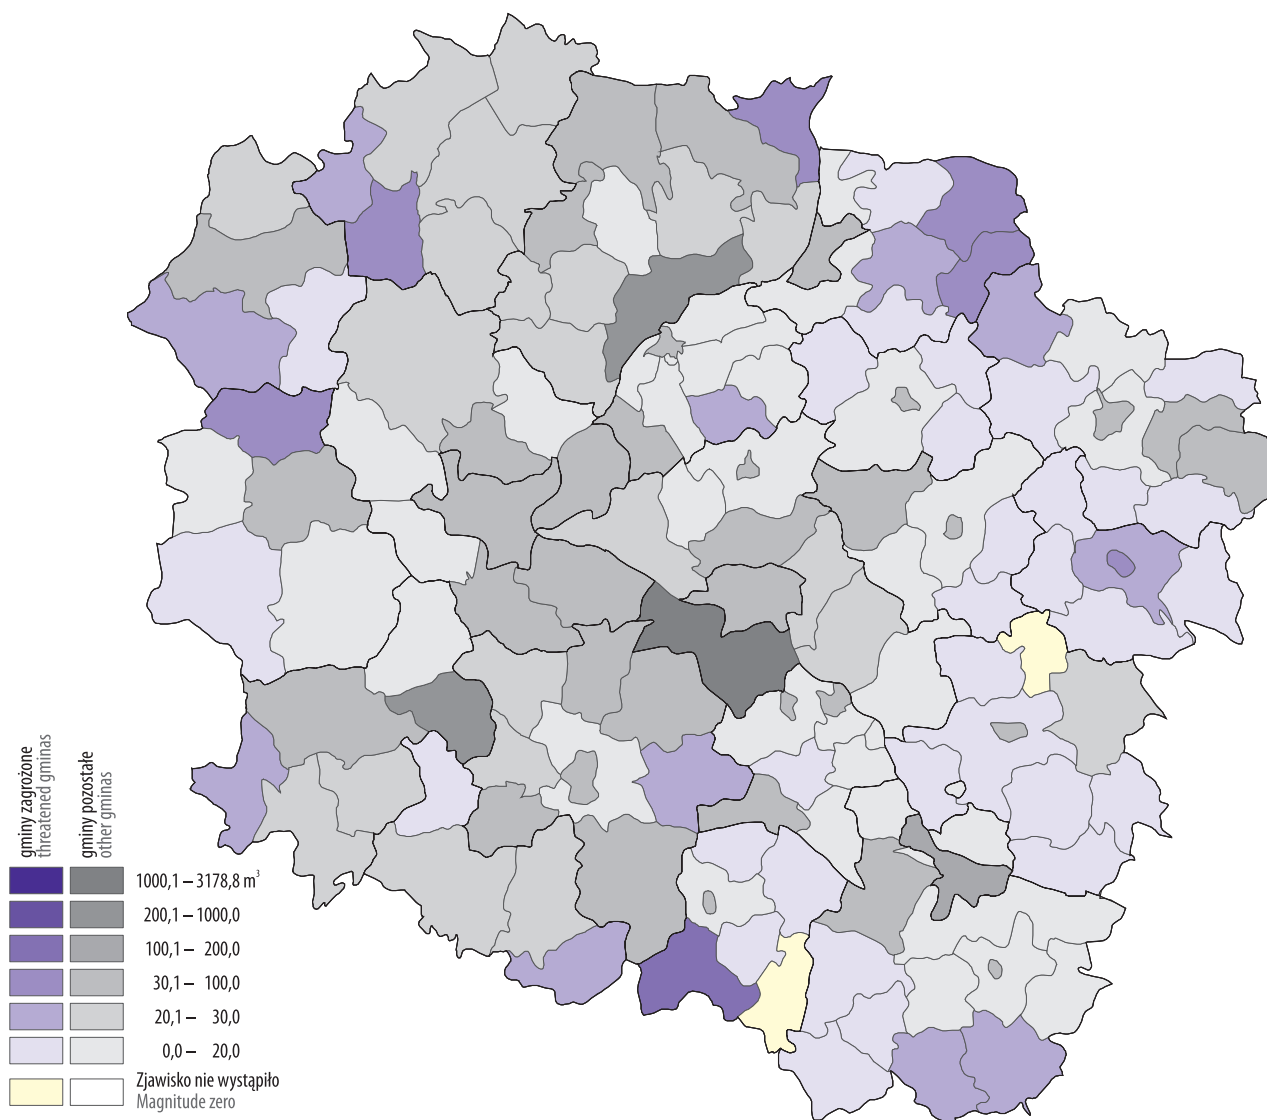 gminy zagrożone
threatened gminas
gminy pozostałe
other gminas
1000,1 – 3178,8 m³
200,1 – 1000,0
100,1 – 200,0
30,1 – 100,0
20,1 – 30,0
0,0 – 20,0
Zjawisko nie wystąpiło
Magnitude zero